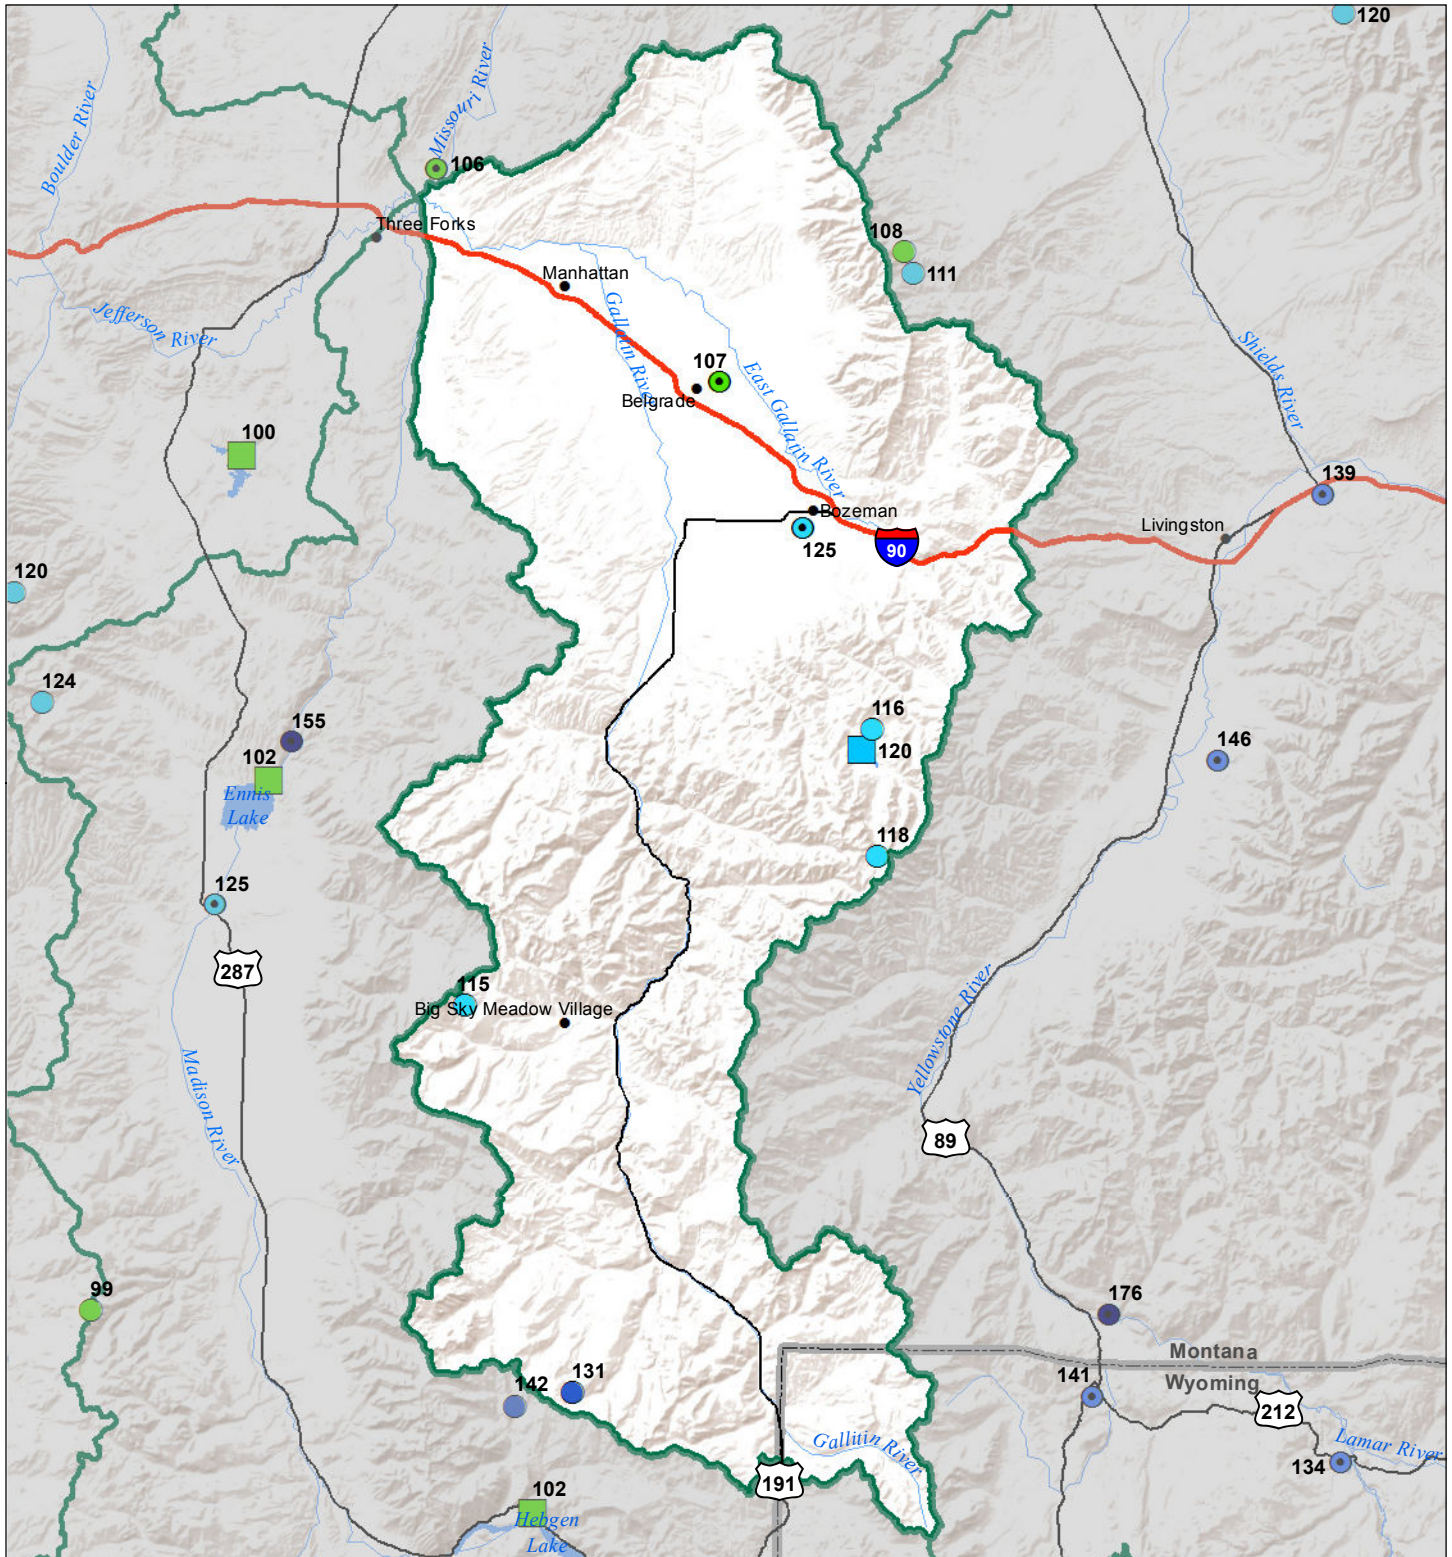 120
Missouri River
Boulder River
106
Three Forks
108
111
Manhattan
Gallatin River
Jefferson River
Shields River
107
East Gallatin River
Belgrade
100
139
Bozeman
Livingston
125
90
120
124
116
155
120
146
102
Ennis
Lake
118
125
287
115
Big Sky Meadow Village
Yellowstone River
Madison River
89
99
176
Montana
Wyoming
142
131
141
212
Gallitin River
Lamar River
134
191
102
Hebgen
Lake